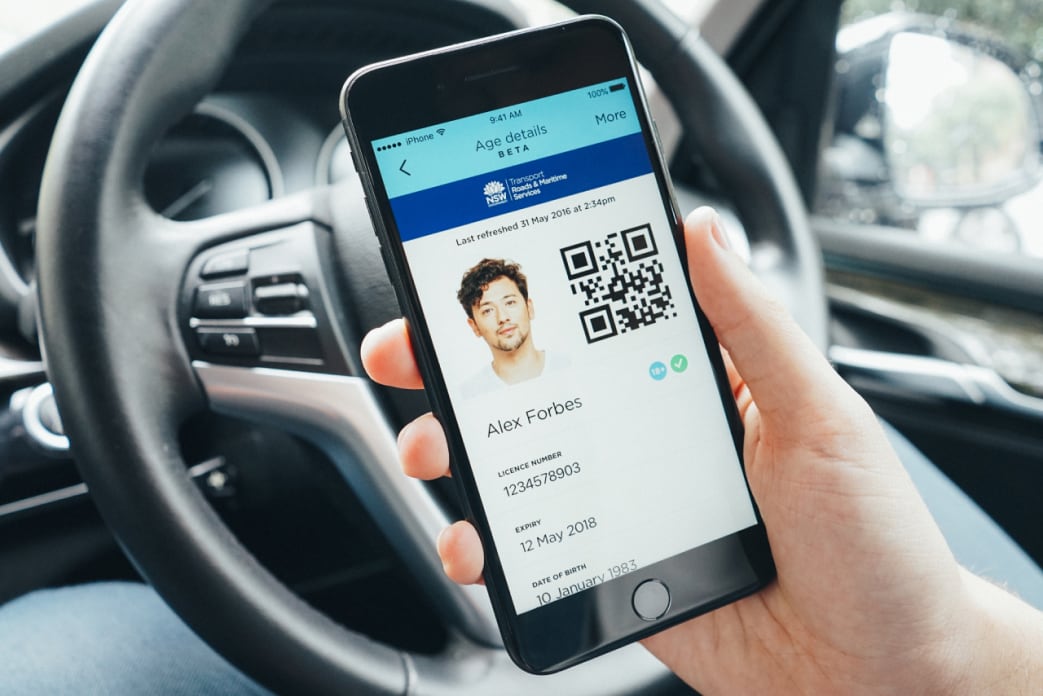 iPhone 9:41 AM 100%
Age details More
BETA
NSW Transport
Roads & Maritime
Services
Last refreshed 31 May 2016 at 2:34pm
18+
Alex Forbes
LICENCE NUMBER
1234578903
EXPIRY
12 May 2018
DATE OF BIRTH
10 January 1983